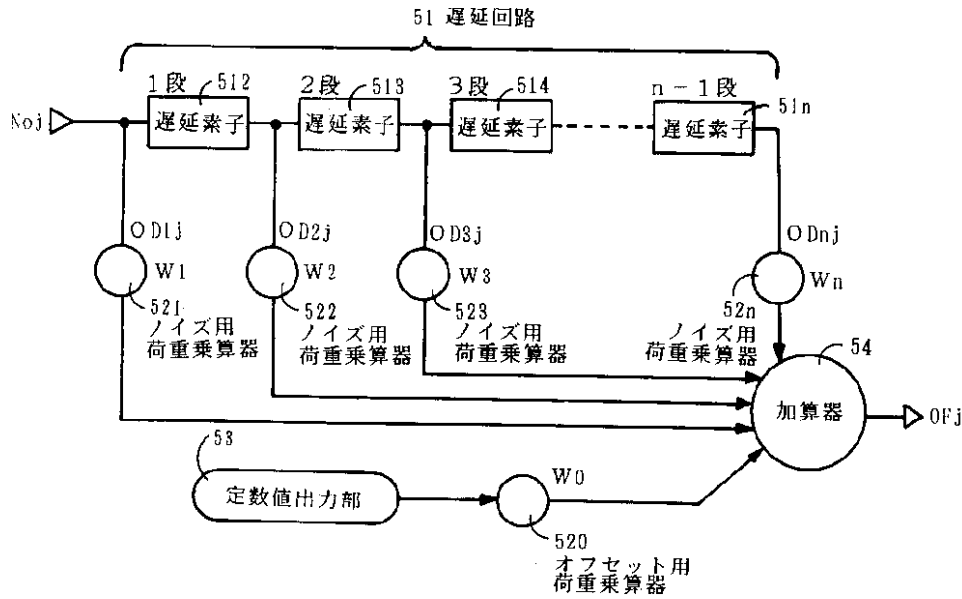 51 遅延回路
1段 512
2段 513
3段 514
n-1段
51n
Noj
遅延素子
遅延素子
遅延素子
遅延素子
OD1j
OD2j
OD3j
ODnj
W1
W2
W3
Wn
521
ノイズ用
荷重乗算器
522
ノイズ用
荷重乗算器
523
ノイズ用
荷重乗算器
52n
ノイズ用
荷重乗算器
54
加算器
OFj
53
定数値出力部
W0
520
オフセット用
荷重乗算器